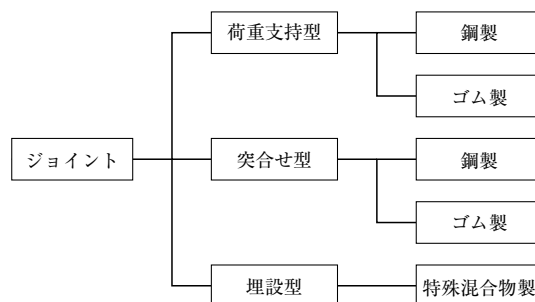 荷重支持型
鋼製
ゴム製
ジョイント
突合せ型
鋼製
ゴム製
埋設型
特殊混合物製